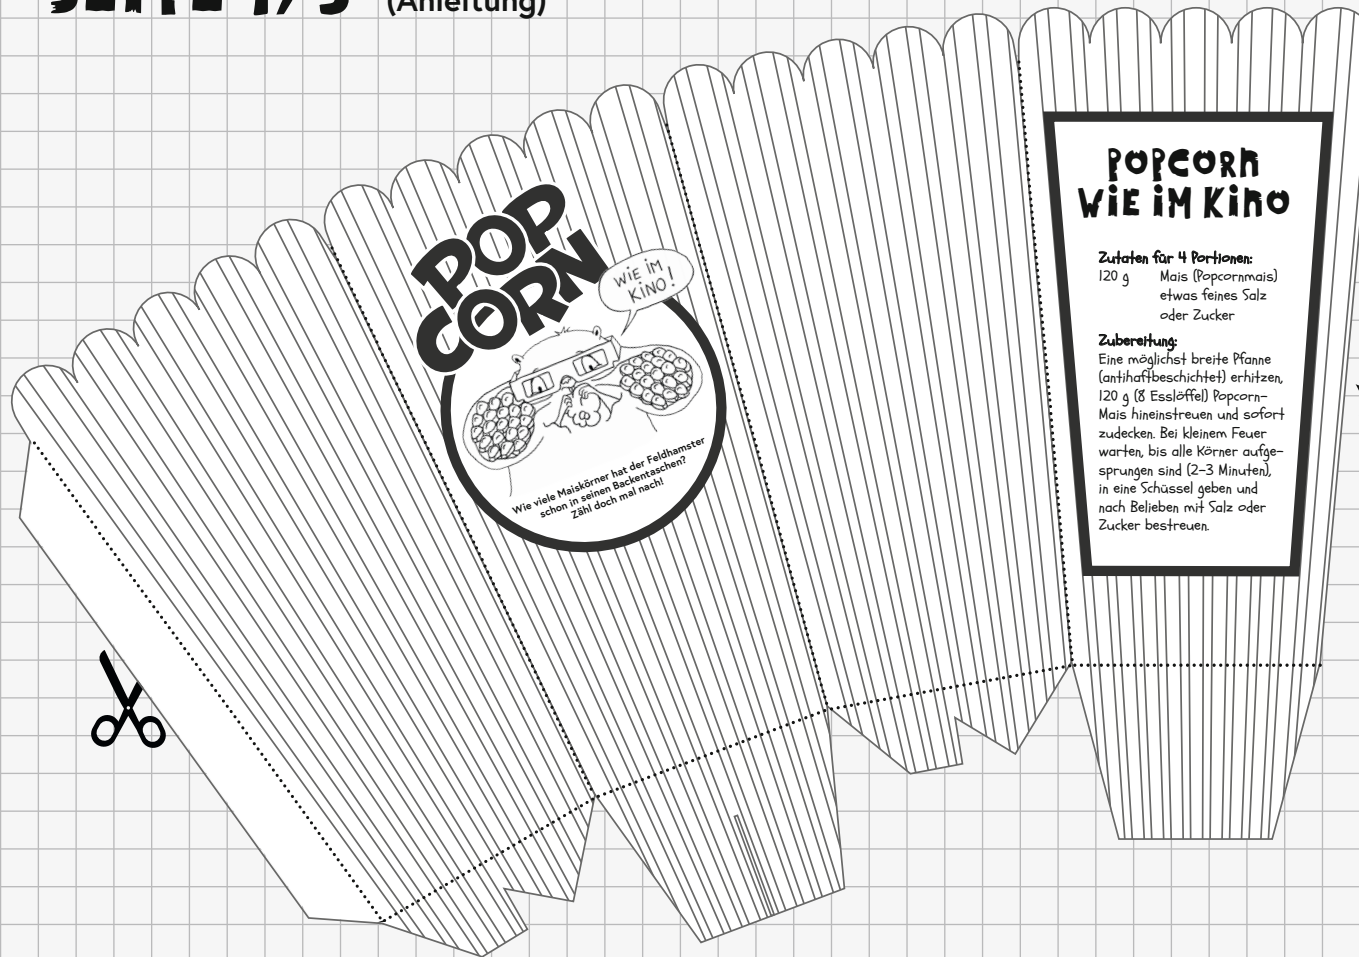 (Anleitung)
POP
CORN
WIE IM
KINO!
Wie viele Maiskörner hat der Feldhamster
schon in seinen Backentaschen?
Zähl doch mal nach!
POPCORN
WIE IM KINO
Zutaten für 4 Portionen:
120 g Mais (Popcornmais)
etwas feines Salz
oder Zucker
Zubereitung:
Eine möglichst breite Pfanne
(antihaftbeschichtet) erhitzen,
120 g (8 Esslöffel) Popcorn-
Mais hineinstreuen und sofort
zudecken. Bei kleinem Feuer
warten, bis alle Körner aufge-
sprungen sind (2-3 Minuten),
in eine Schüssel geben und
nach Belieben mit Salz oder
Zucker bestreuen.